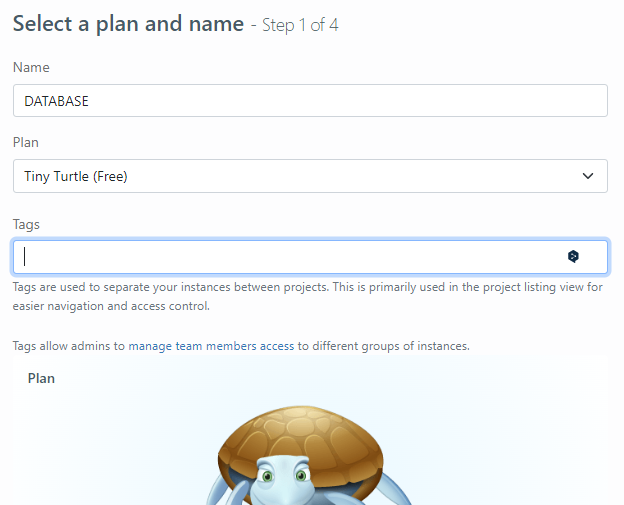 Select a plan and name - Step 1 of 4
Name
DATABASE
Plan
Tiny Turtle (Free)
Tags
Tags are used to separate your instances between projects. This is primarily used in the project listing view for
easier navigation and access control.
Tags allow admins to manage team members access to different groups of instances.
Plan